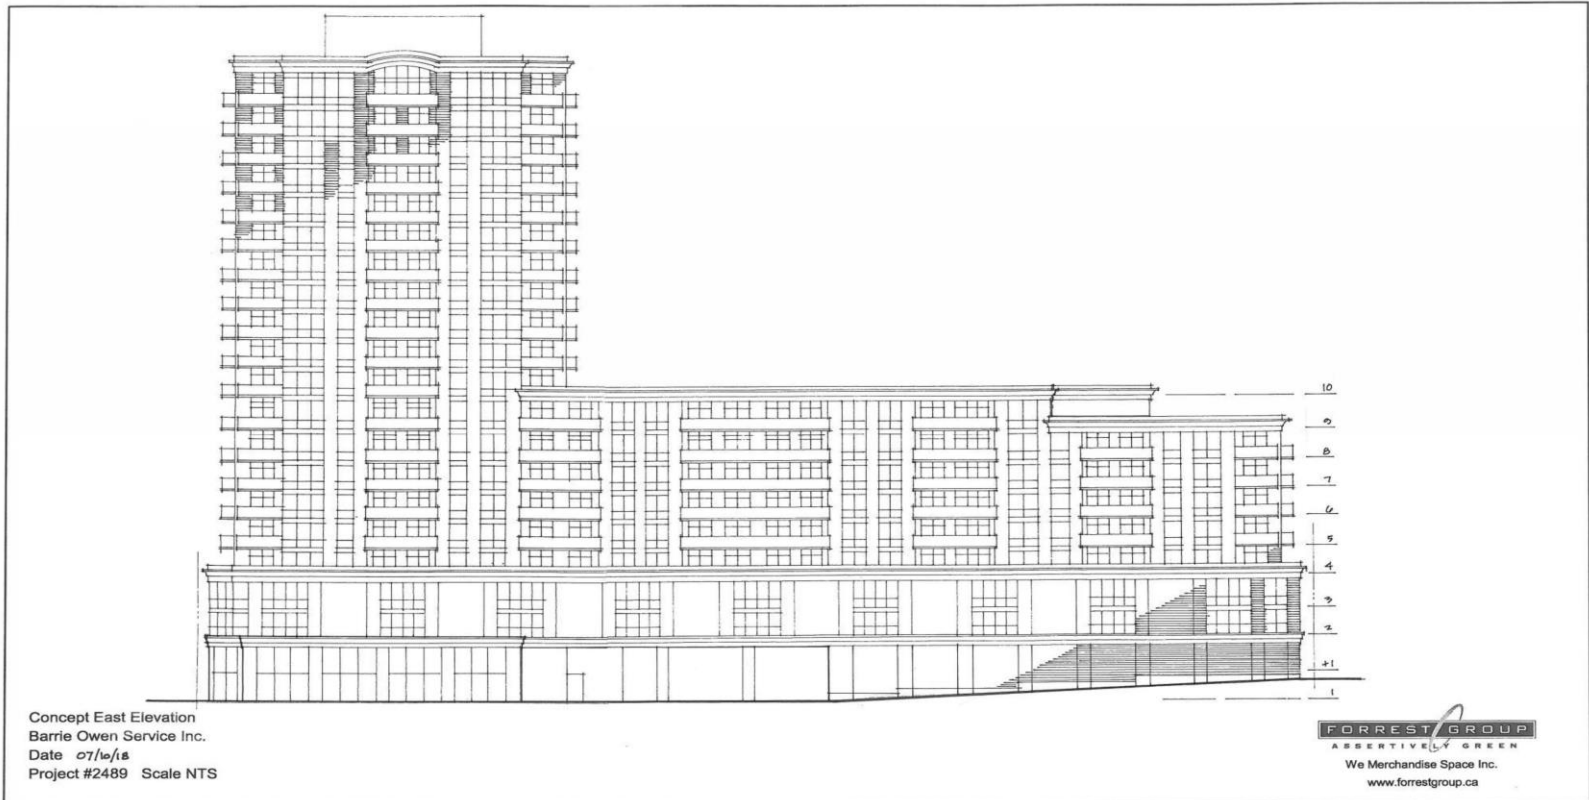 10
9
8
7
6
5
4
3
2
+1
1
Concept East Elevation
Barrie Owen Service Inc.
Date 07/10/18
Project #2489 Scale NTS
FORREST GROUP
ASSERTIVELY GREEN
We Merchandise Space Inc.
www.forrestgroup.ca